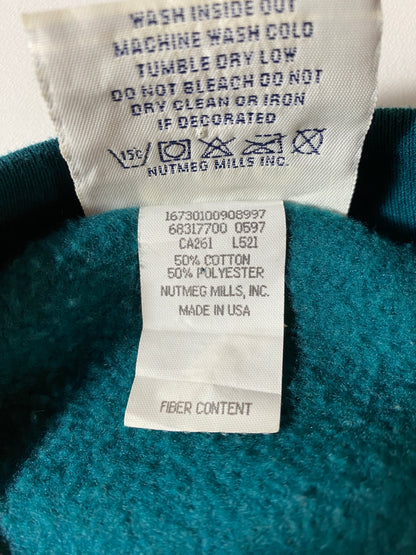 WASH INSIDE OUT
MACHINE WASH COLD
TUMBLE DRY LOW
DO NOT BLEACH DO NOT
DRY CLEAN OR IRON
IF DECORATED
15c
NUTMEG MILLS INC.
16730100908997
68317700 0597
CA261 L521
50% COTTON
50% POLYESTER
NUTMEG MILLS, INC.
MADE IN USA
FIBER CONTENT